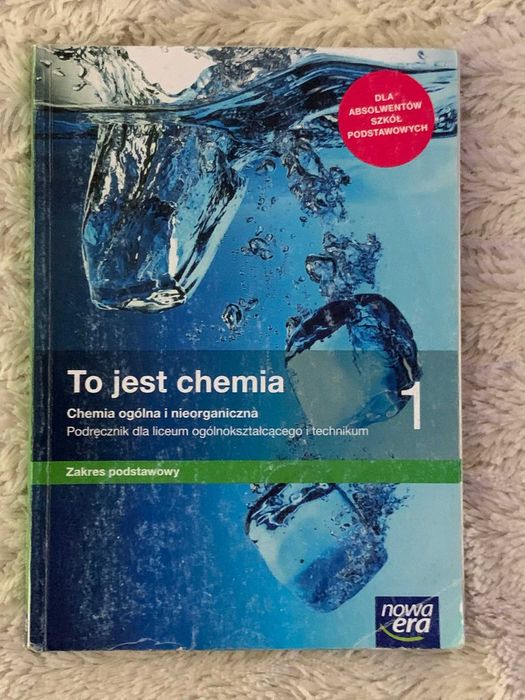 DLA
ABSOLWENTÓW
SZKÓŁ
PODSTAWOWYCH
To jest chemia
1
Chemia ogólna i nieorganiczna
Podręcznik dla liceum ogólnokształcącego i technikum
Zakres podstawowy
nowa
era